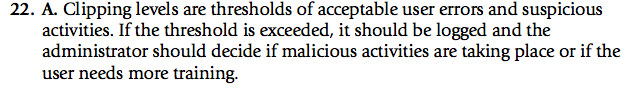 22. A. Clipping levels are thresholds of acceptable user errors and suspicious
activities. If the threshold is exceeded, it should be logged and the
administrator should decide if malicious activities are taking place or if the
user needs more training.